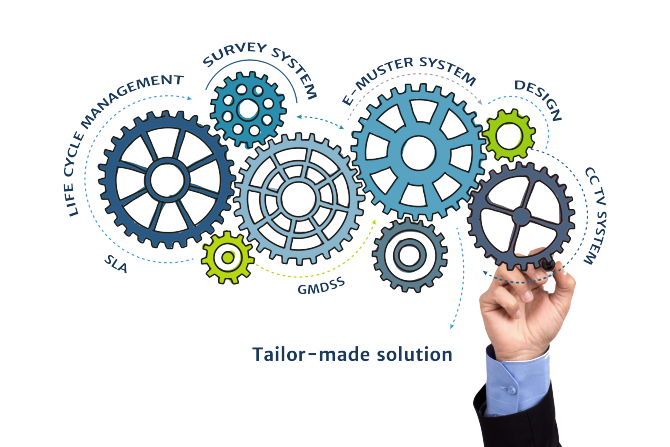 SURVEY SYSTEM
E-MUSTER SYSTEM
LIFE CYCLE MANAGEMENT
DESIGN
CC TV SYSTEM
SLA
GMDSS
Tailor-made solution